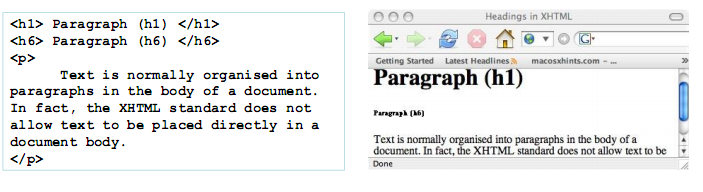 <h1> Paragraph (h1) </h1>
<h6> Paragraph (h6) </h6>
<p>
Text is normally organised into
paragraphs in the body of a document.
In fact, the XHTML standard does not
allow text to be placed directly in a
document body.
</p>
Headings in XHTML
G
Getting Started Latest Headlines macosxhints.com – ... »
Paragraph (h1)
Paragraph (h6)
Text is normally organised into paragraphs in the body of a
document. In fact, the XHTML standard does not allow text to be
Done